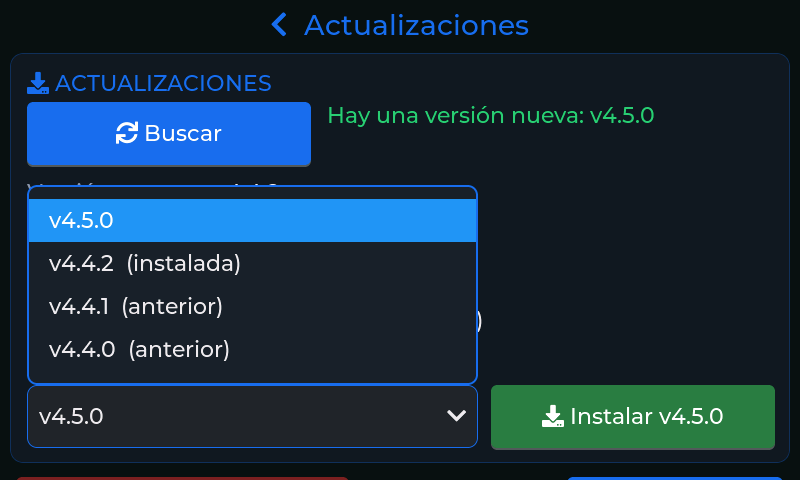 Actualizaciones
ACTUALIZACIONES
Buscar
Hay una versión nueva: v4.5.0
v4.5.0
v4.4.2 (instalada)
v4.4.1 (anterior)
v4.4.0 (anterior)
v4.5.0
Instalar v4.5.0